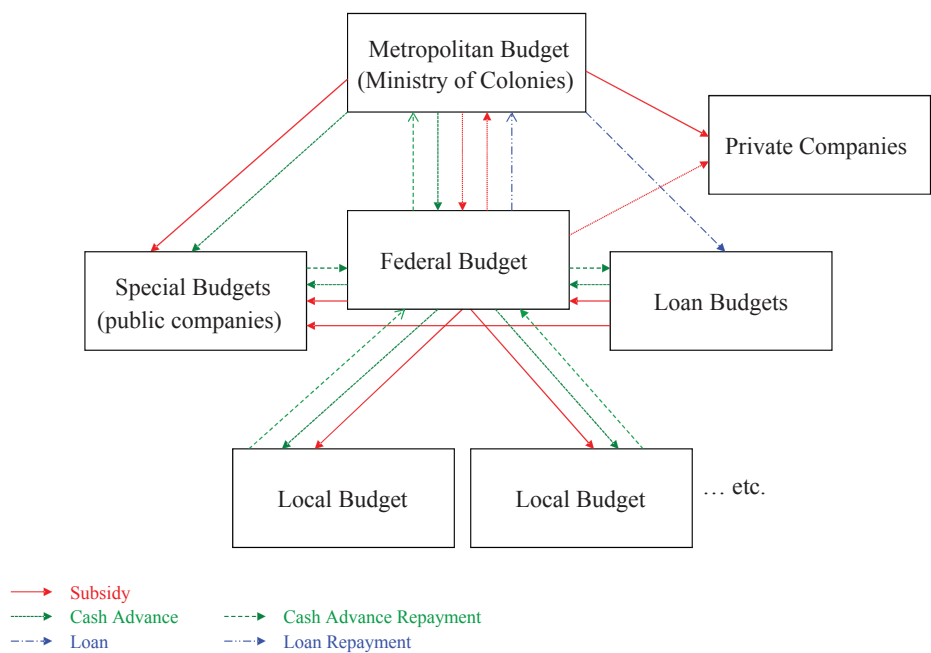 Metropolitan Budget
(Ministry of Colonies)
Private Companies
Federal Budget
Special Budgets
(public companies)
Loan Budgets
Local Budget
Local Budget
… etc.
Subsidy
Cash Advance
Cash Advance Repayment
Loan
Loan Repayment